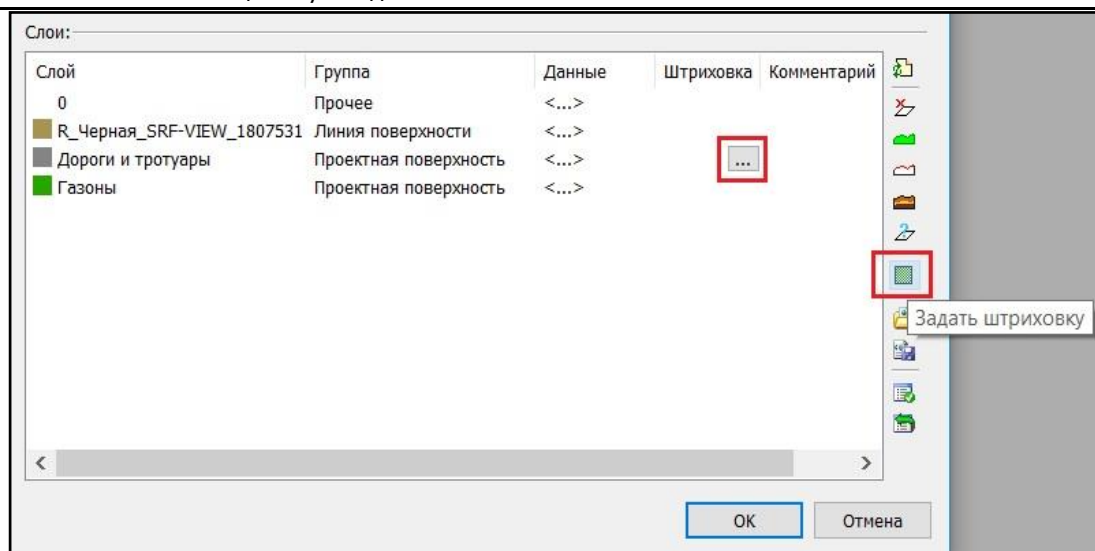 Слои:
Слой Группа Данные Штриховка Комментарий
0 Прочее <...>
R_Черная_SRF-VIEW_1807531 Линия поверхности <...>
Дороги и тротуары Проектная поверхность <...> ...
Газоны Проектная поверхность <...>
Задать штриховку
OK Отмена